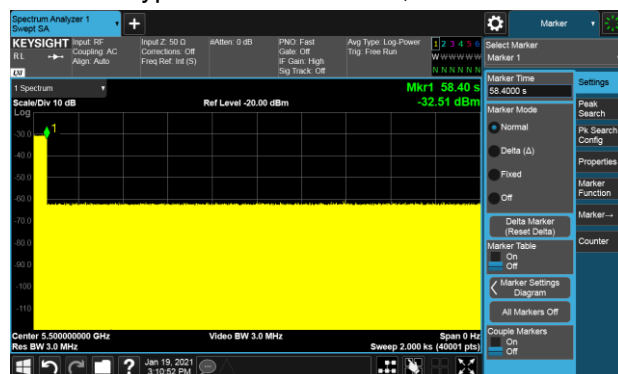 Spectrum Analyzer 1
Swept SA
+
Marker
KEYSIGHT
RL
LXI
Input: RF
Coupling: AC
Align: Auto
Input Z: 50 Ω
Corrections: Off
Freq Ref: Int (S)
#Atten: 0 dB
PNO: Fast
Gate: Off
IF Gain: High
Sig Track: Off
Avg Type: Log-Power
Trig: Free Run
1 2 3 4 5 6
W W W W W W
N N N N N N
Select Marker
Marker 1
1 Spectrum
Scale/Div 10 dB
Log
Ref Level -20.00 dBm
Mkr1 58.40 s
-32.51 dBm
1
-30.0
-40.0
-50.0
-60.0
-70.0
-80.0
-90.0
-100
-110
Center 5.500000000 GHz
Res BW 3.0 MHz
Video BW 3.0 MHz
Span 0 Hz
Sweep 2.000 ks (40001 pts)
Marker Time
58.4000 s
Marker Mode
Normal
Delta (Δ)
Fixed
Off
Delta Marker
(Reset Delta)
Marker Table
On
Off
Marker Settings
Diagram
All Markers Off
Couple Markers
On
Off
Settings
Peak
Search
Pk Search
Config
Properties
Marker
Function
Marker→
Counter
?
Jan 19, 2021
3:10:52 PM